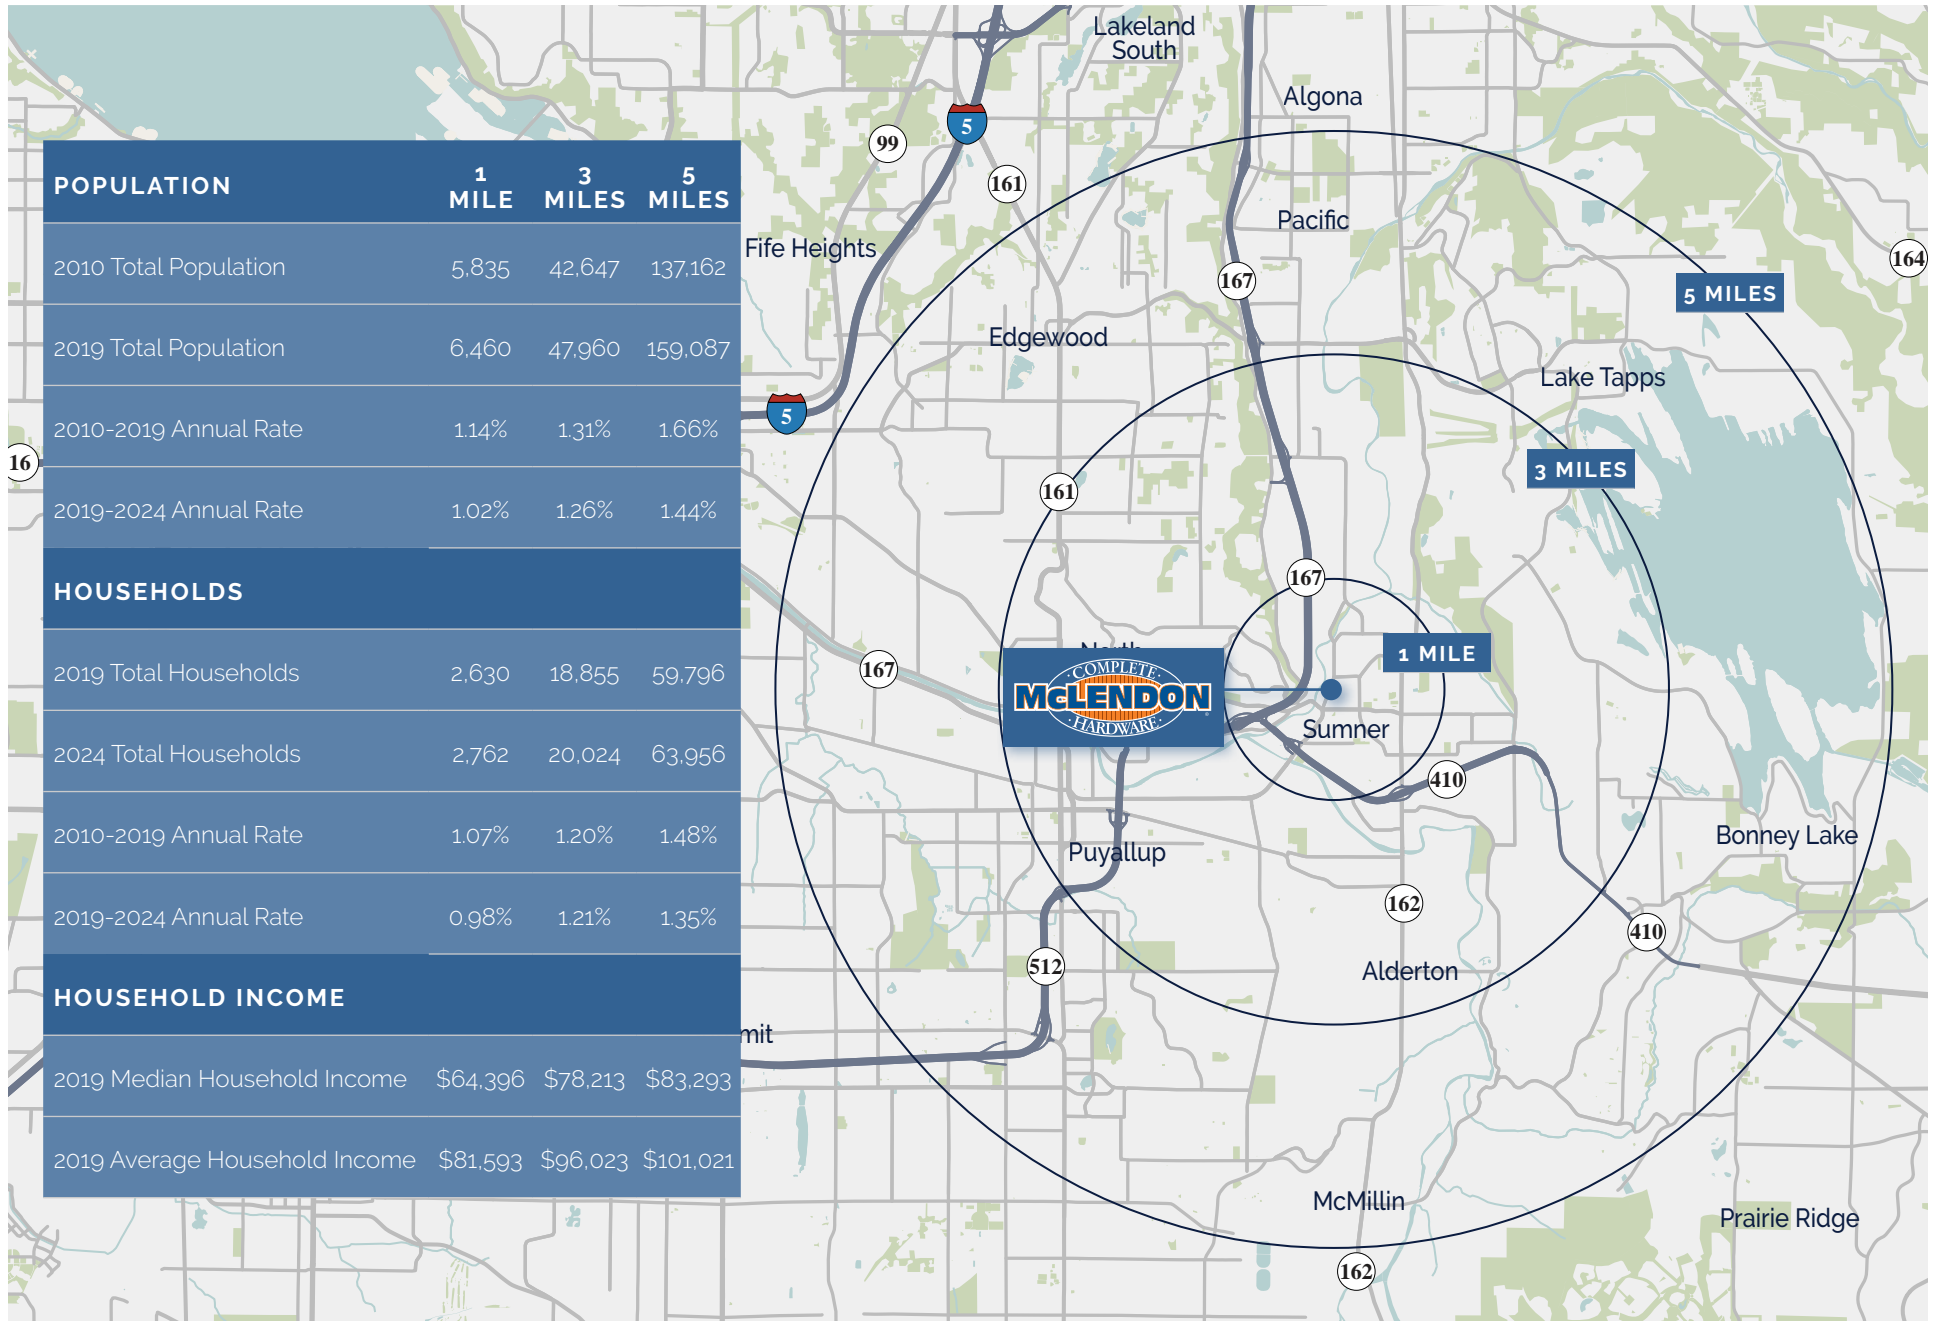 POPULATION 1 MILE 3 MILES 5 MILES
2010 Total Population 5,835 42,647 137,162
2019 Total Population 6,460 47,960 159,087
2010-2019 Annual Rate 1.14% 1.31% 1.66%
2019-2024 Annual Rate 1.02% 1.26% 1.44%
HOUSEHOLDS
2019 Total Households 2,630 18,855 59,796
2024 Total Households 2,762 20,024 63,956
2010-2019 Annual Rate 1.07% 1.20% 1.48%
2019-2024 Annual Rate 0.98% 1.21% 1.35%
HOUSEHOLD INCOME
2019 Median Household Income $64,396 $78,213 $83,293
2019 Average Household Income $81,593 $96,023 $101,021
Lakeland
South
Algona
5
99
161
Pacific
Fife Heights
164
167
5 MILES
Edgewood
Lake Tapps
5
16
3 MILES
161
167
1 MILE
167
COMPLETE
McLENDON
HARDWARE
Sumner
410
Bonney Lake
Puyallup
162
410
512
Alderton
mit
McMillin
Prairie Ridge
162